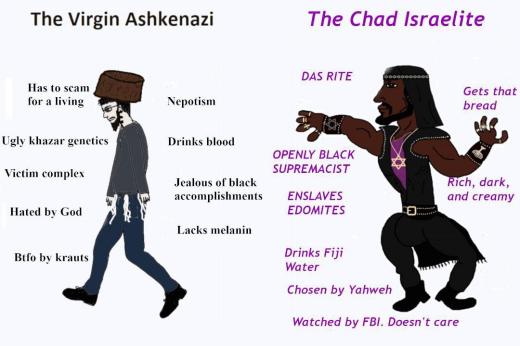 The Virgin Ashkenazi
Has to scam
for a living
Nepotism
Ugly khazar genetics
Drinks blood
Victim complex
Jealous of black
accomplishments
Hated by God
Lacks melanin
Btfo by krauts
The Chad Israelite
DAS RITE
Gets that
bread
OPENLY BLACK
SUPREMACIST
Rich, dark,
and creamy
ENSLAVES
EDOMITES
Drinks Fiji
Water
Chosen by Yahweh
Watched by FBI. Doesn't care